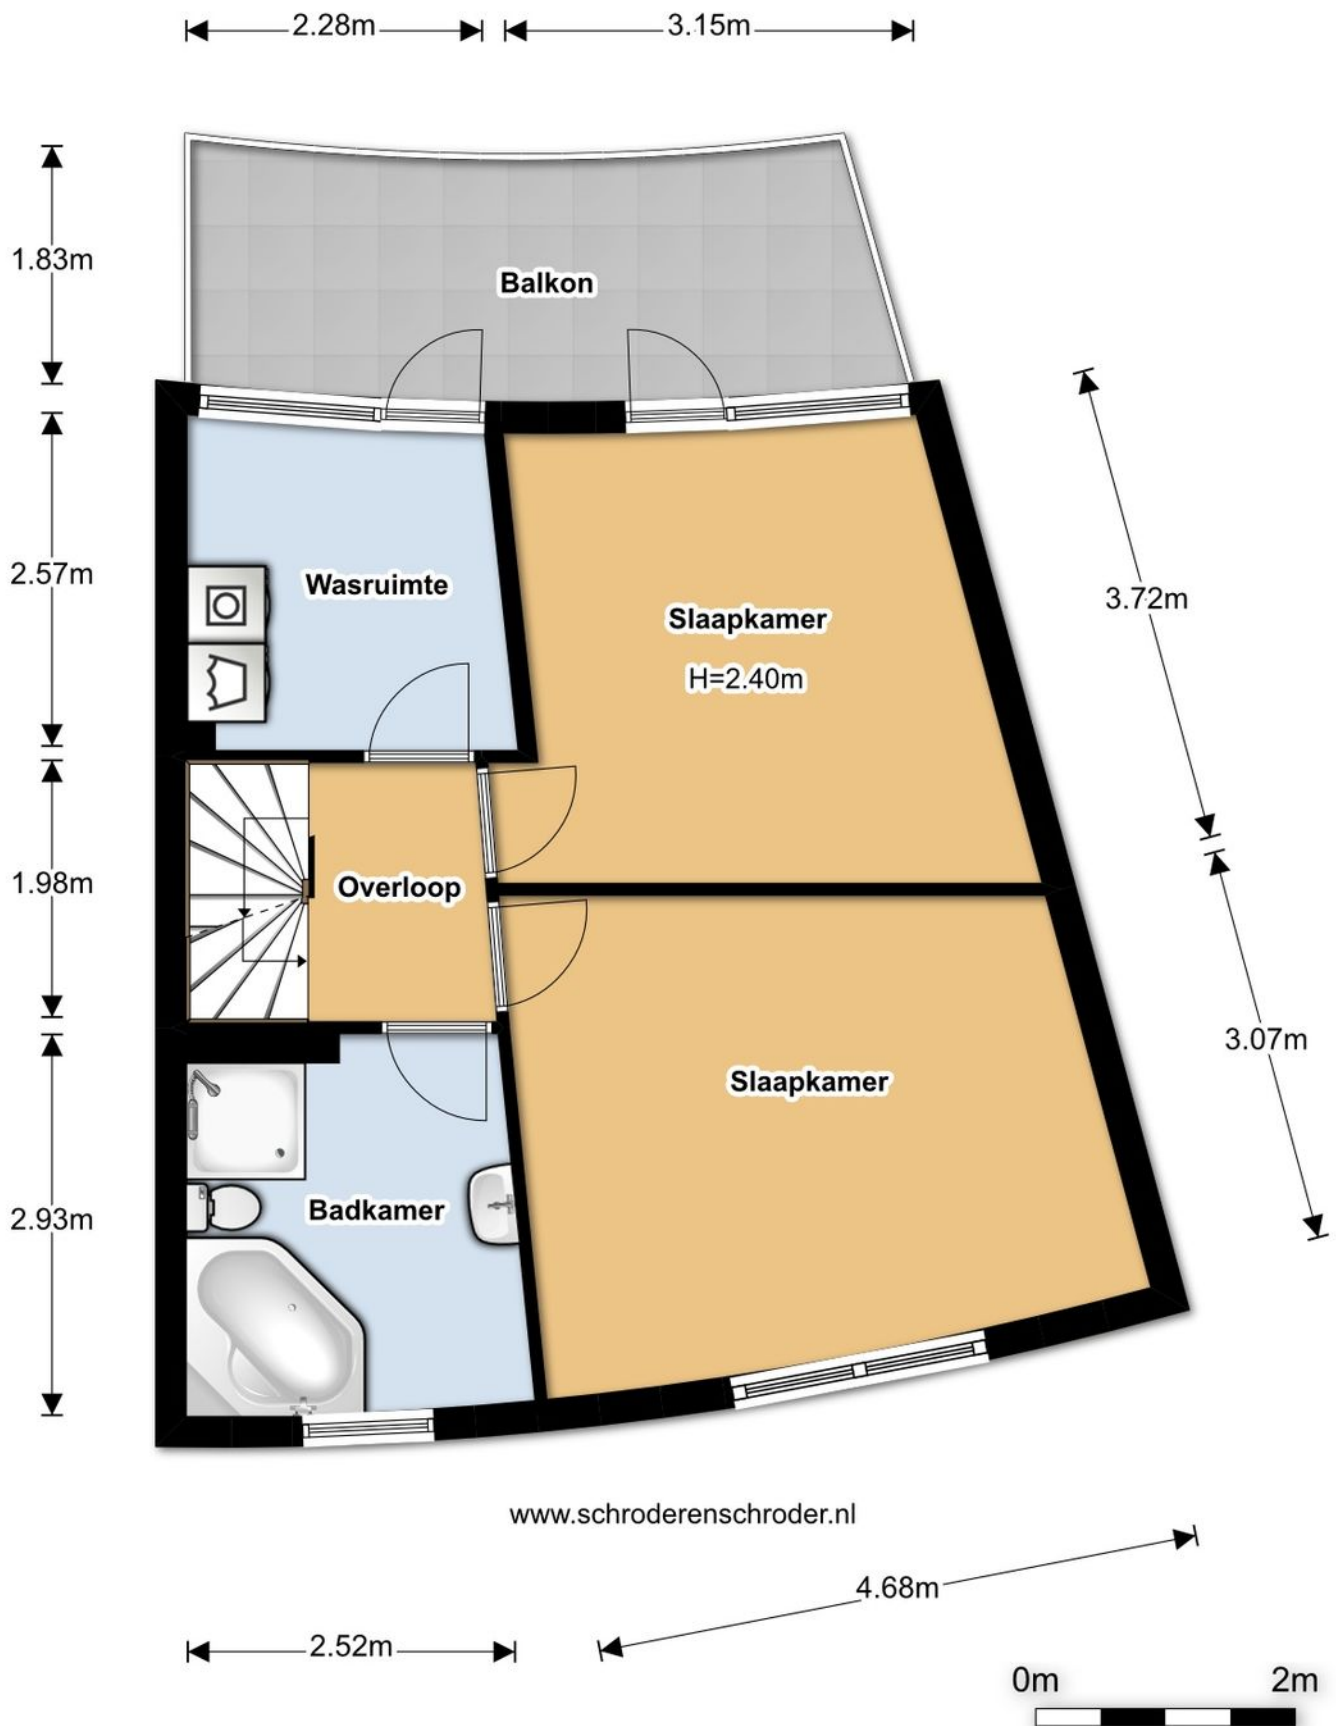 2.28m
3.15m
1.83m
Balkon
2.57m
Wasruimte
Slaapkamer
H=2.40m
3.72m
1.98m
Overloop
3.07m
Slaapkamer
2.93m
Badkamer
www.schroderenschroder.nl
4.68m
2.52m
0m
2m